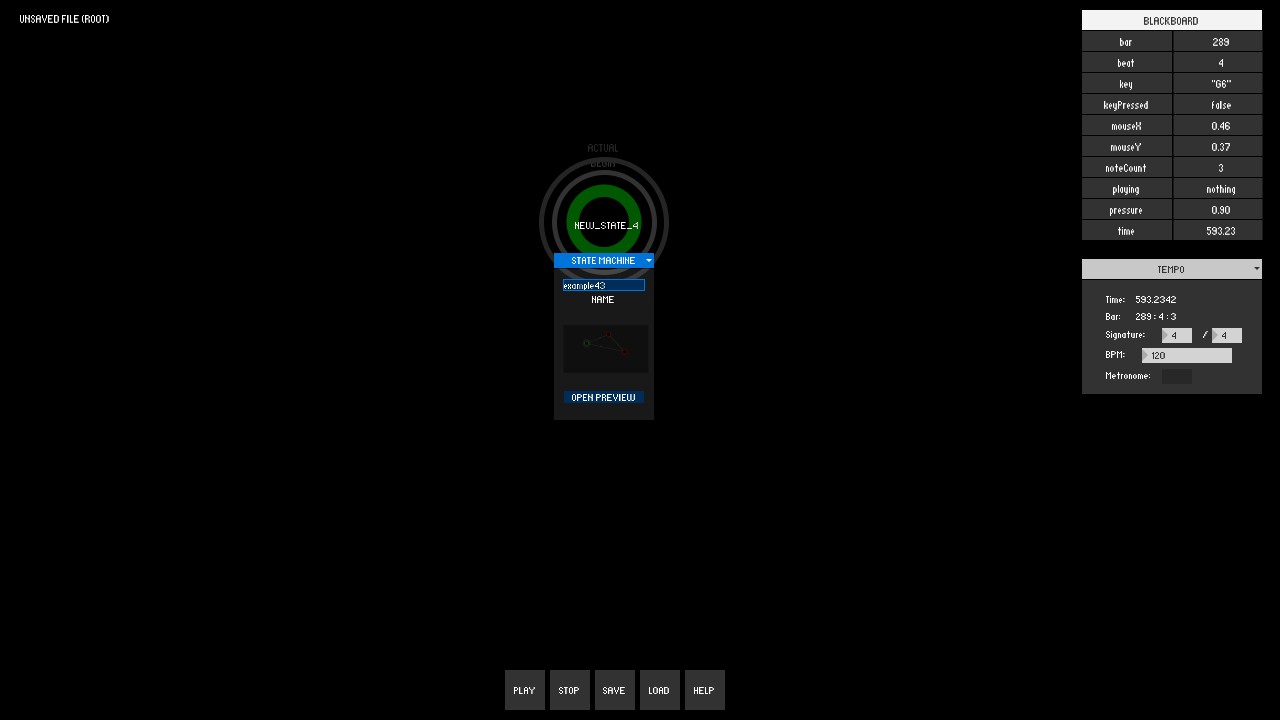 UNSAVED FILE (ROOT)
ACTUAL
BEGIN
NEW_STATE_4
STATE MACHINE
example43
NAME
OPEN PREVIEW
BLACKBOARD
bar 289
beat 4
key "G6"
keyPressed false
mouseX 0.46
mouseY 0.37
noteCount 3
playing nothing
pressure 0.90
time 593.23
TEMPO
Time: 593.2342
Bar: 289:4:3
Signature: 4 / 4
BPM: 120
Metronome:
PLAY STOP SAVE LOAD HELP